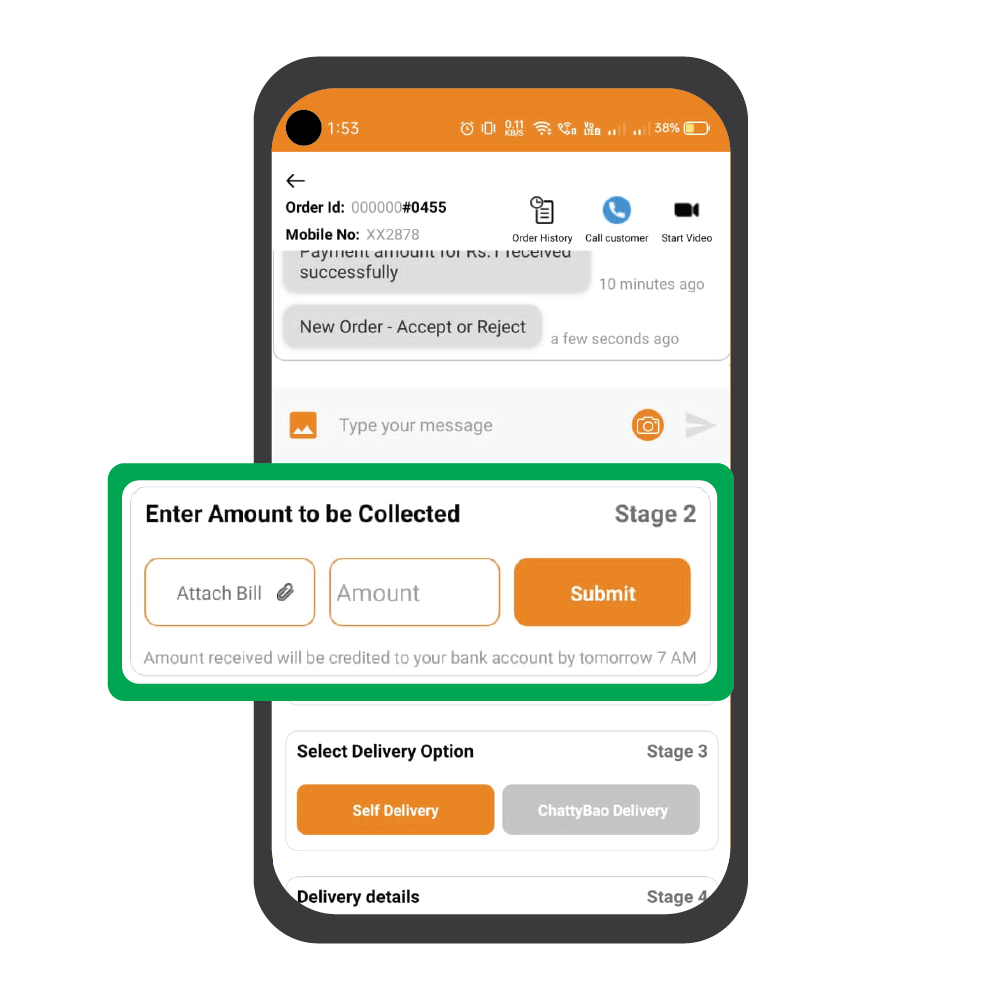 1:53 0.11 KB/S Vo LTE 38%
Order Id: 000000#0455
Mobile No: XX2878
Order History Call customer Start Video
Payment amount for Rs.1 received
successfully
10 minutes ago
New Order - Accept or Reject
a few seconds ago
Type your message
Enter Amount to be Collected Stage 2
Attach Bill Amount Submit
Amount received will be credited to your bank account by tomorrow 7 AM
Select Delivery Option Stage 3
Self Delivery ChattyBao Delivery
Delivery details Stage 4